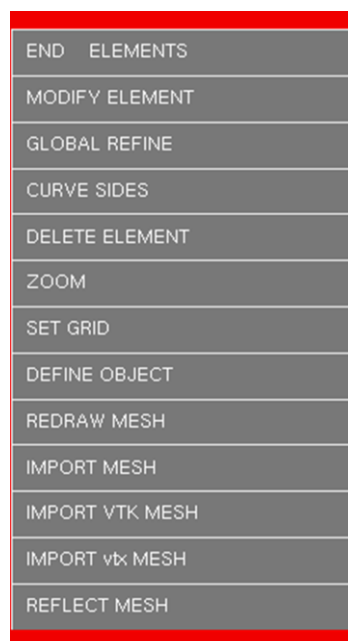 END ELEMENTS
MODIFY ELEMENT
GLOBAL REFINE
CURVE SIDES
DELETE ELEMENT
ZOOM
SET GRID
DEFINE OBJECT
REDRAW MESH
IMPORT MESH
IMPORT VTK MESH
IMPORT vtx MESH
REFLECT MESH